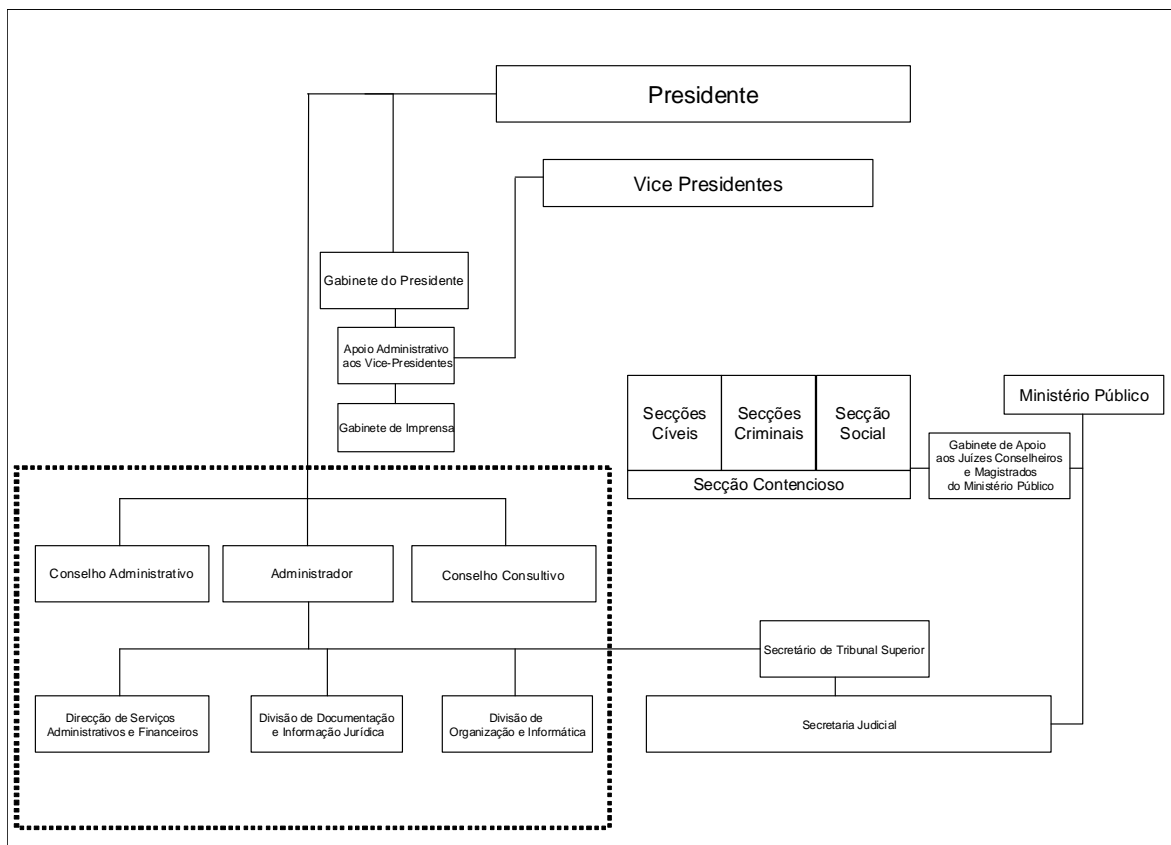 Presidente
Vice Presidentes
Gabinete do Presidente
Apoio Administrativo
aos Vice-Presidentes
Gabinete de Imprensa
Secções
Cíveis
Secções
Criminais
Secção
Social
Secção Contencioso
Ministério Público
Gabinete de Apoio
aos Juízes Conselheiros
e Magistrados
do Ministério Público
Conselho Administrativo
Administrador
Conselho Consultivo
Secretário de Tribunal Superior
Direcção de Serviços
Administrativos e Financeiros
Divisão de Documentação
e Informação Jurídica
Divisão de
Organização e Informática
Secretaria Judicial